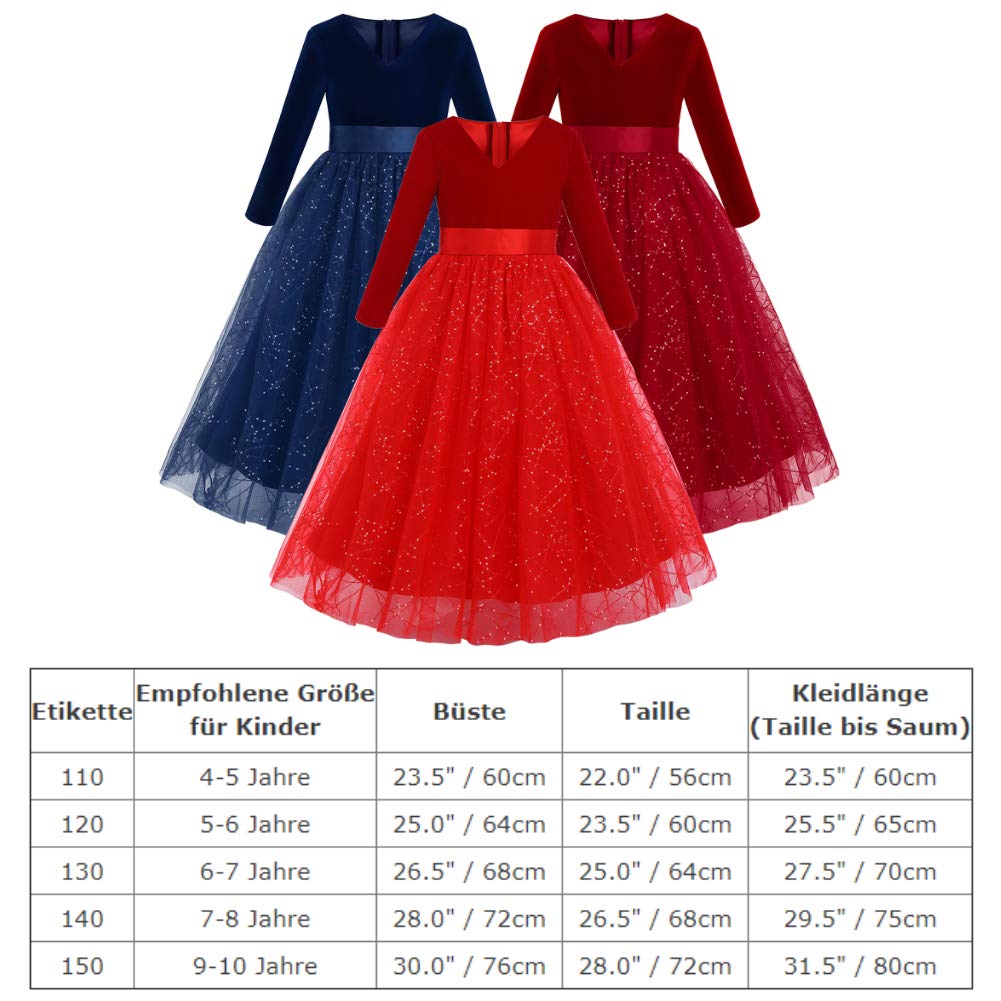 Etikette Empfohlene Größe für Kinder Büste Taille Kleidlänge (Taille bis Saum)
110 4-5 Jahre 23.5" / 60cm 22.0" / 56cm 23.5" / 60cm
120 5-6 Jahre 25.0" / 64cm 23.5" / 60cm 25.5" / 65cm
130 6-7 Jahre 26.5" / 68cm 25.0" / 64cm 27.5" / 70cm
140 7-8 Jahre 28.0" / 72cm 26.5" / 68cm 29.5" / 75cm
150 9-10 Jahre 30.0" / 76cm 28.0" / 72cm 31.5" / 80cm